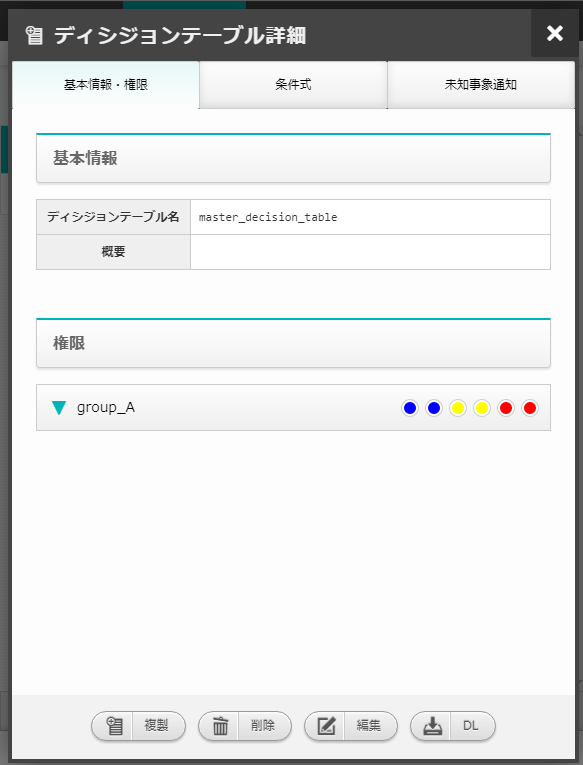 ディシジョンテーブル詳細
基本情報・権限 条件式 未知事象通知
基本情報
ディシジョンテーブル名 master_decision_table
概要
権限
group_A
複製 削除 編集 DL